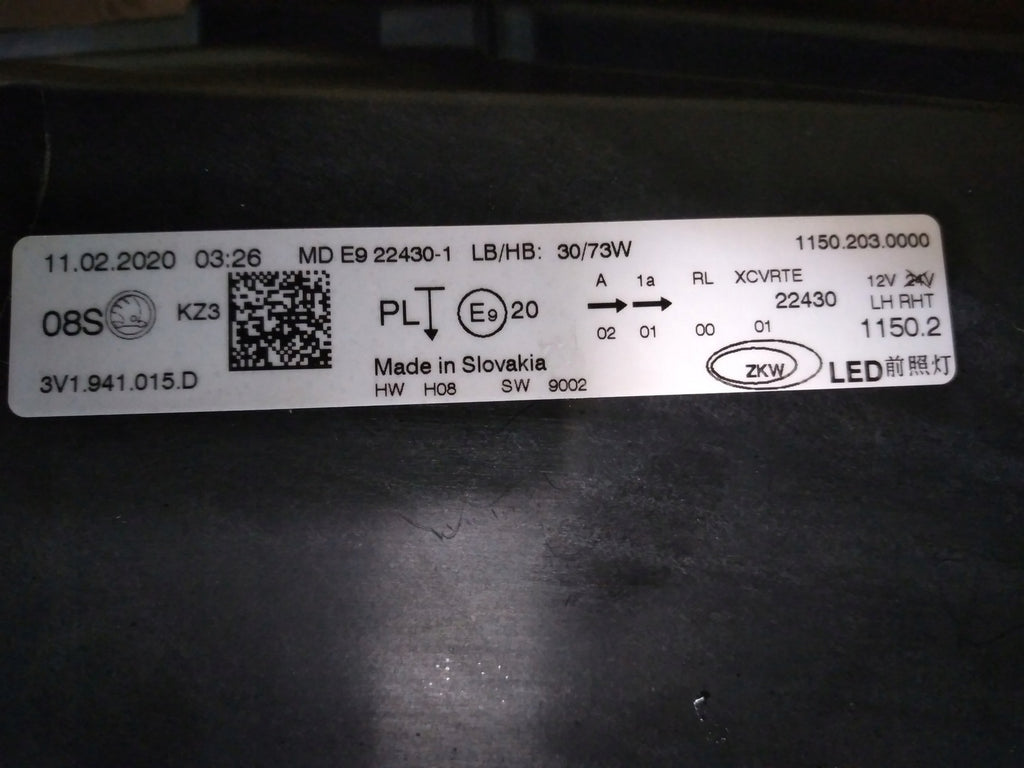 11.02.2020 03:26 MD E9 22430-1 LB/HB: 30/73W 1150.203.0000
08S KZ3 PL E9 20
A 1a RL XCVRTE 12V 24V
22430 LH RHT
02 01 00 01 1150.2
3V1.941.015.D Made in Slovakia ZKW LED前照灯
HW H08 SW 9002